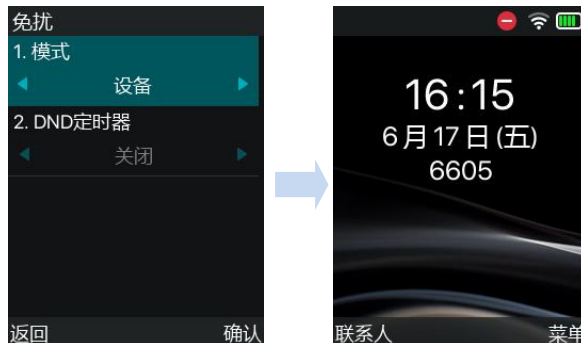 免扰
1. 模式
设备
2. DND定时器
关闭
返回 确认
16:15
6月17日(五)
6605
联系人 菜单